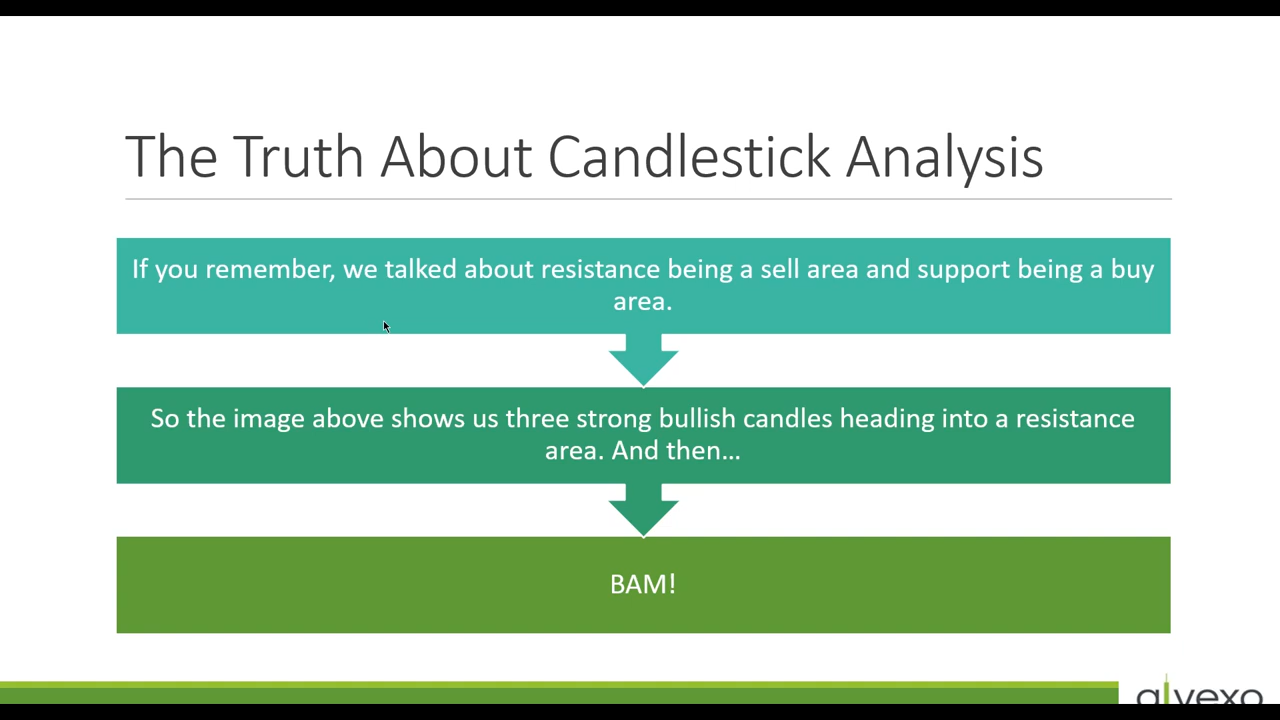 The Truth About Candlestick Analysis
If you remember, we talked about resistance being a sell area and support being a buy
area.
So the image above shows us three strong bullish candles heading into a resistance
area. And then...
BAM!
alvexo